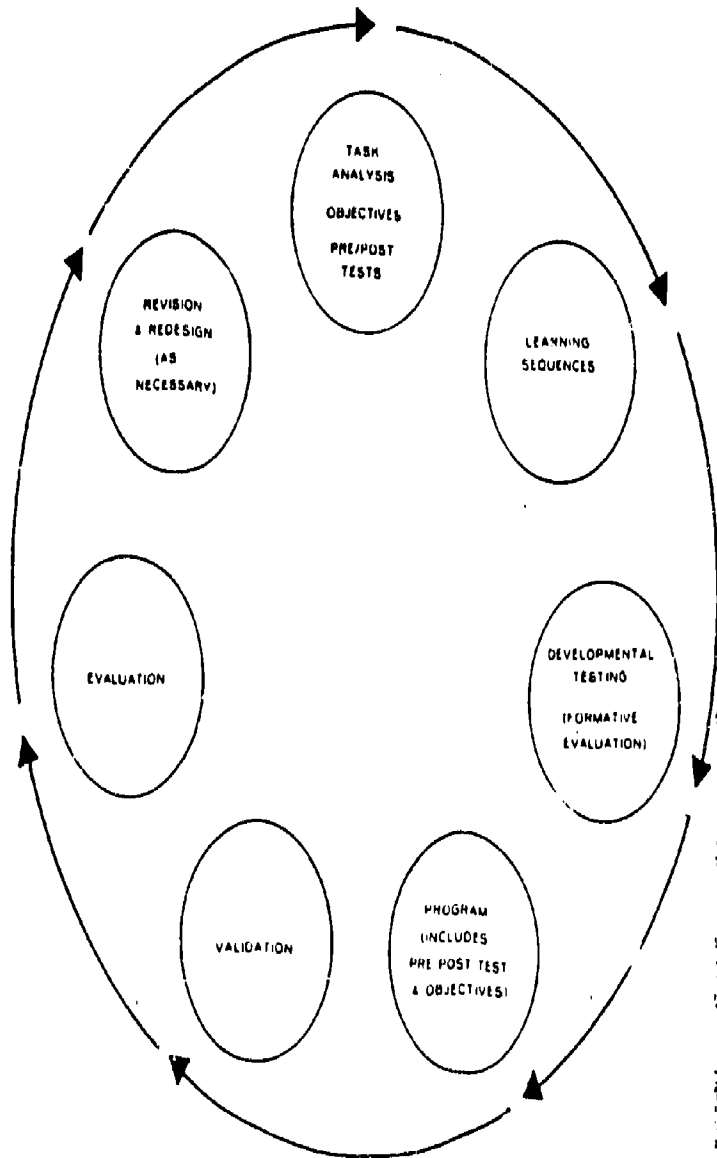 TASK
ANALYSIS
OBJECTIVES
PRE/POST
TESTS
LEARNING
SEQUENCES
DEVELOPMENTAL
TESTING
(FORMATIVE
EVALUATION)
PROGRAM
(INCLUDES
PRE POST TEST
& OBJECTIVES)
VALIDATION
EVALUATION
REVISION
& REDESIGN
(AS
NECESSARY)